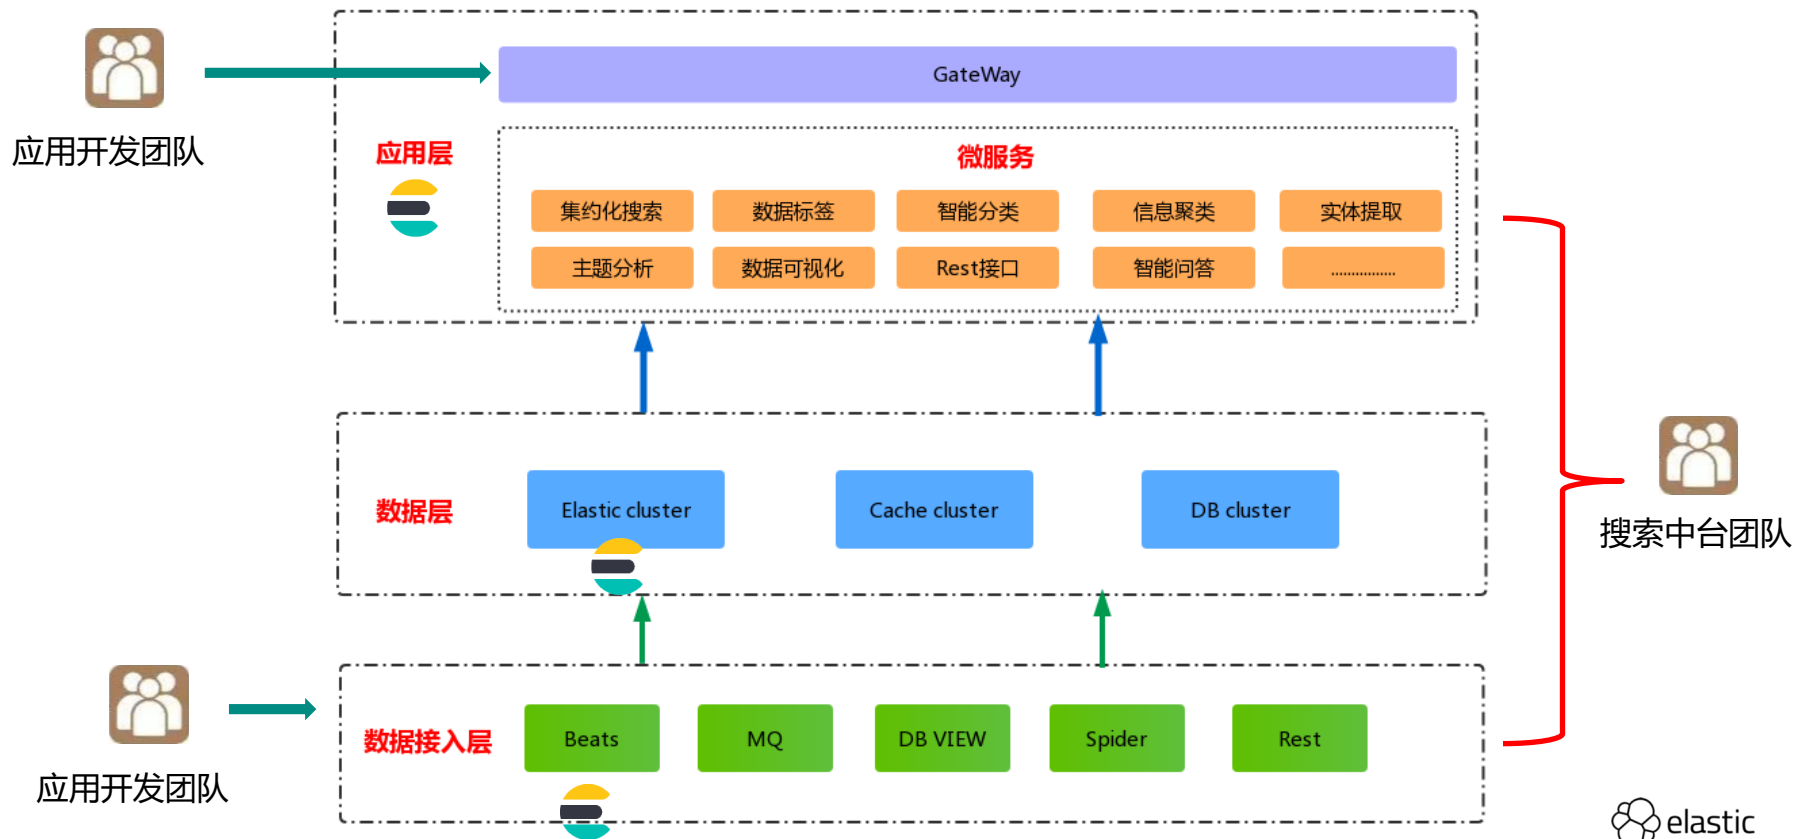 GateWay
应用开发团队
应用层
微服务
集约化搜索
数据标签
智能分类
信息聚类
实体提取
主题分析
数据可视化
Rest接口
智能问答
................
数据层
Elastic cluster
Cache cluster
DB cluster
搜索中台团队
数据接入层
Beats
MQ
DB VIEW
Spider
Rest
应用开发团队
elastic